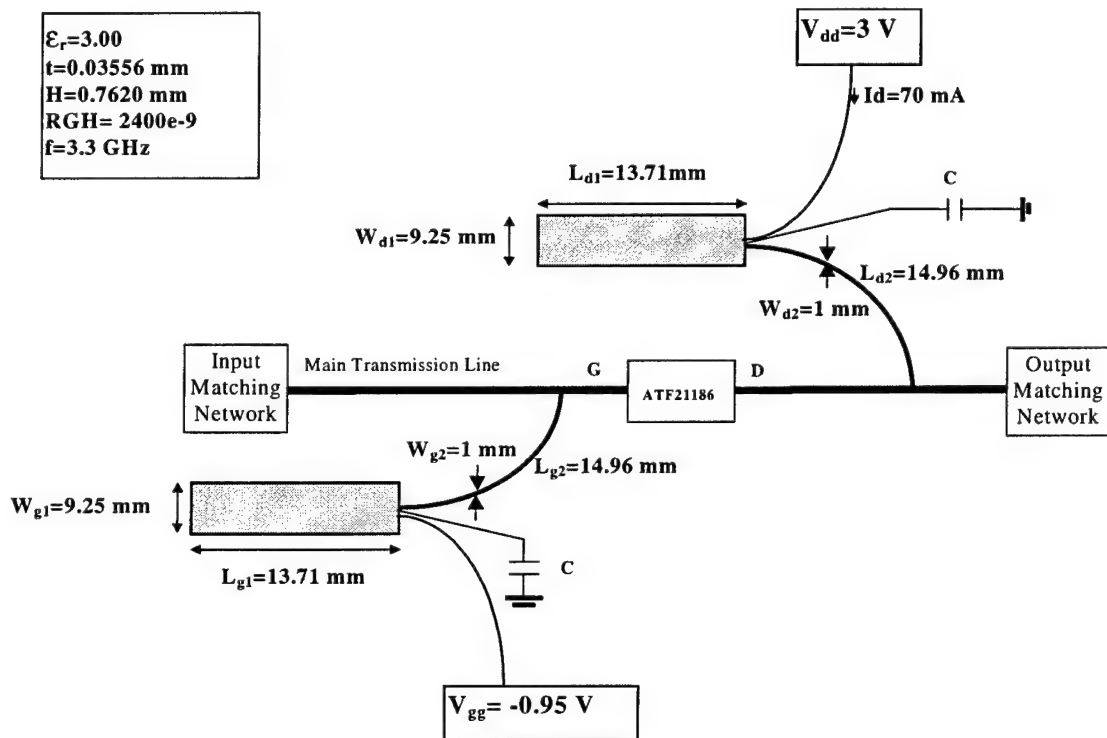 εr=3.00
t=0.03556 mm
H=0.7620 mm
RGH= 2400e-9
f=3.3 GHz
Vdd=3 V
Id=70 mA
Ld1=13.71mm
C
Wd1=9.25 mm
Ld2=14.96 mm
Wd2=1 mm
Input
Matching
Network
Main Transmission Line
G
ATF21186
D
Output
Matching
Network
Wg2=1 mm
Lg2=14.96 mm
Wg1=9.25 mm
Lg1=13.71 mm
C
Vgg= -0.95 V